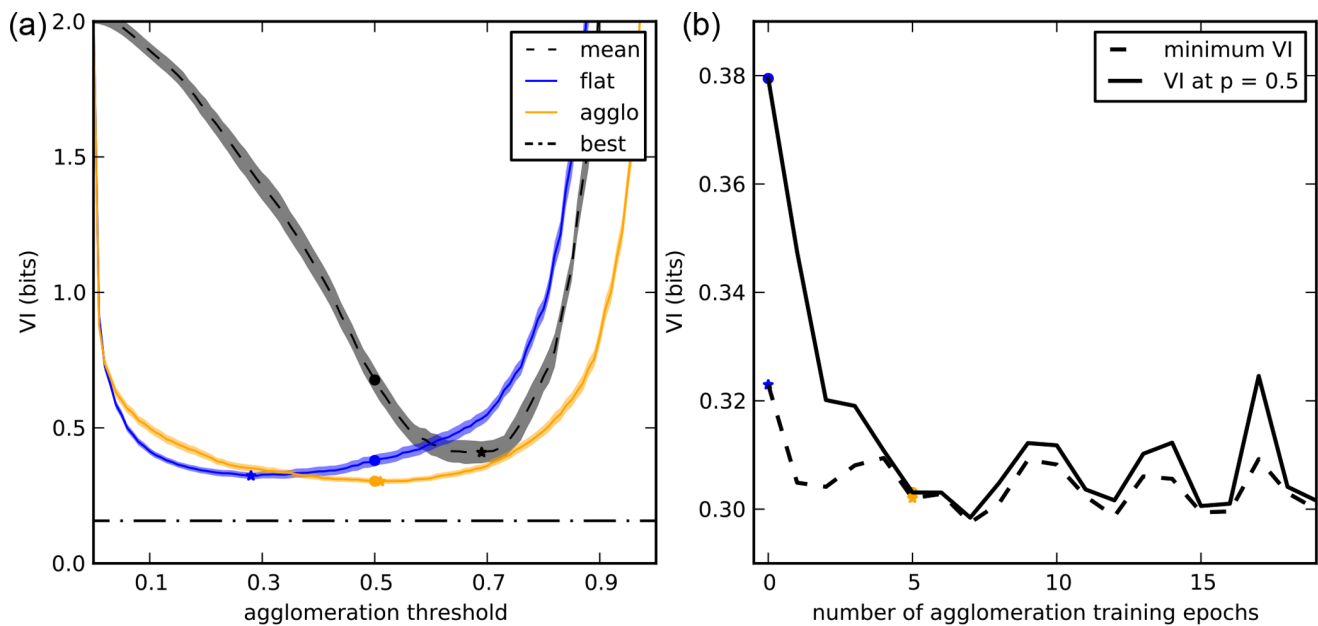 (a)
2.0
1.5
1.0
0.5
0.0
VI (bits)
0.1 0.3 0.5 0.7 0.9
agglomeration threshold
mean
flat
agglo
best
(b)
0.38
0.36
0.34
0.32
0.30
VI (bits)
0 5 10 15
number of agglomeration training epochs
minimum VI
VI at p = 0.5